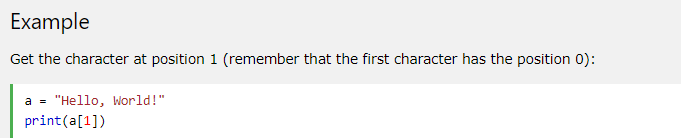 Example
Get the character at position 1 (remember that the first character has the position 0):
a = "Hello, World!"
print(a[1])